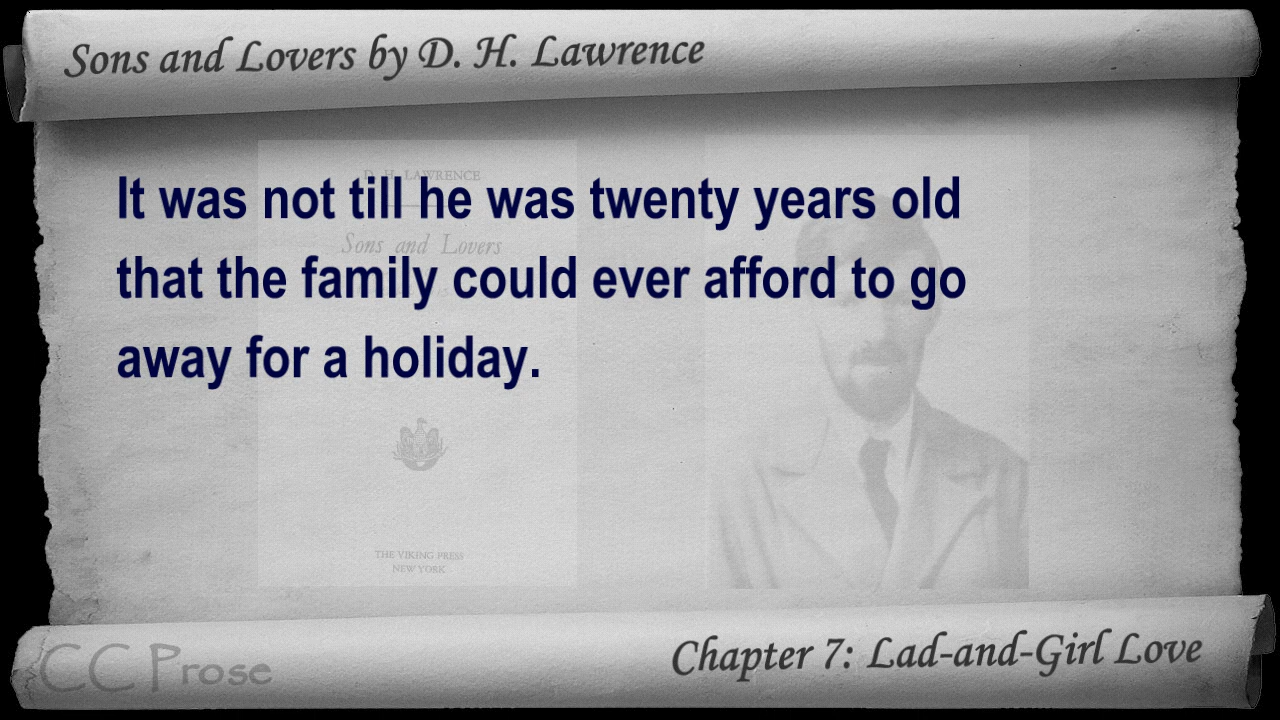 Sons and Lovers by D. H. Lawrence
D. H. LAWRENCE
It was not till he was twenty years old
Sons and Lovers
that the family could ever afford to go
away for a holiday.
THE VIKING PRESS
NEW YORK
CC Prose
Chapter 7: Lad-and-Girl Love